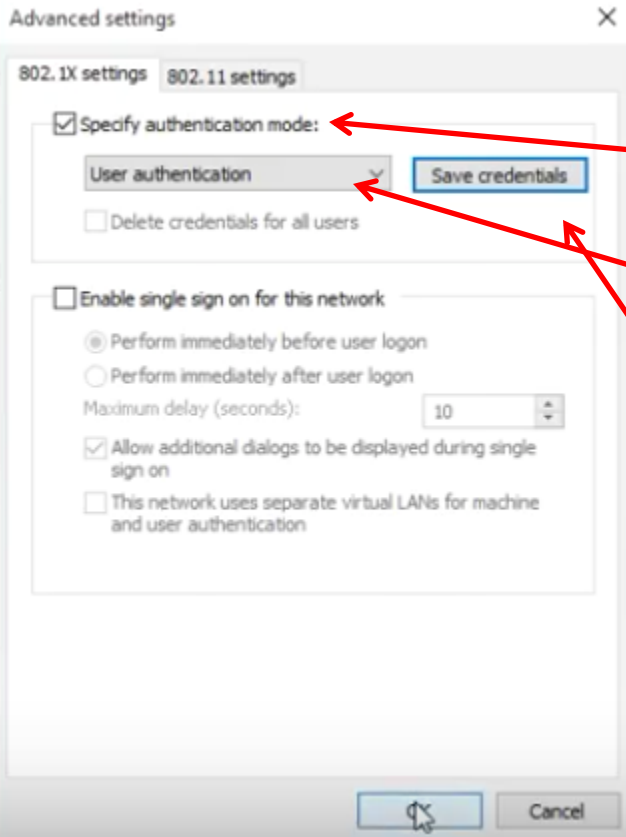 Advanced settings
802.1X settings
802.11 settings
Specify authentication mode:
User authentication
Save credentials
Delete credentials for all users
Enable single sign on for this network
Perform immediately before user logon
Perform immediately after user logon
Maximum delay (seconds):
10
Allow additional dialogs to be displayed during single
sign on
This network uses separate virtual LANs for machine
and user authentication
Cancel